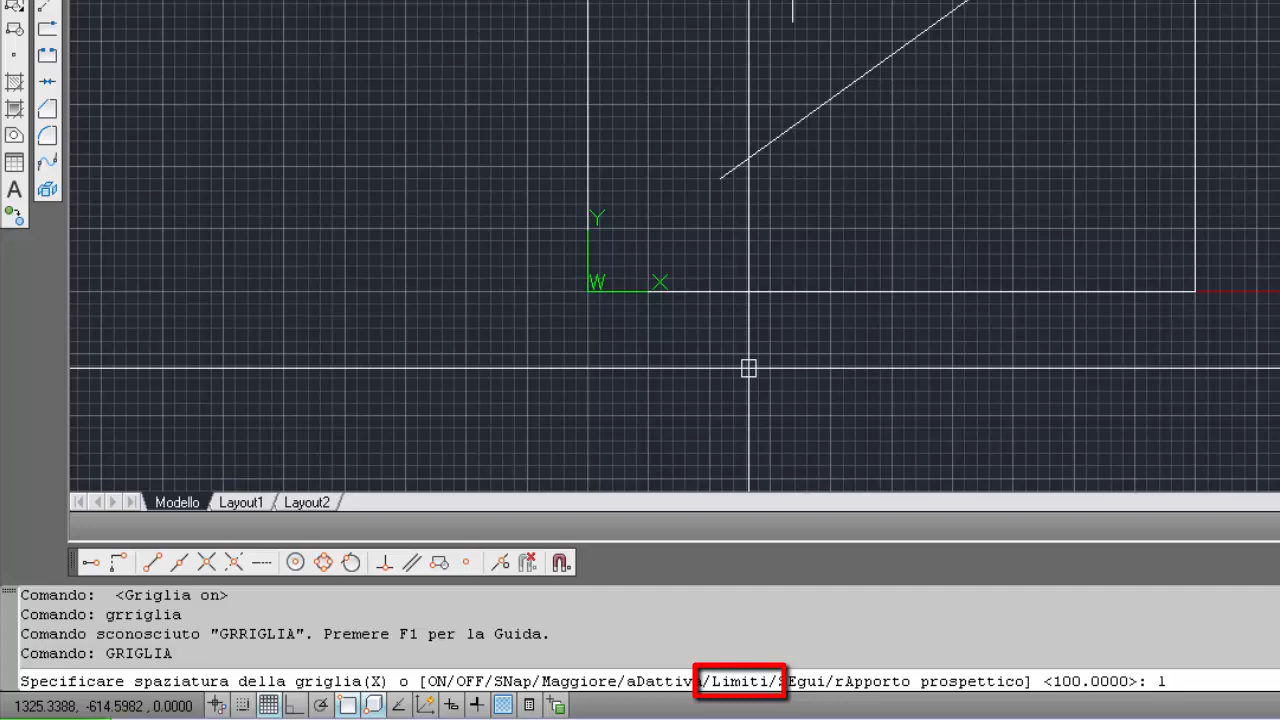 A
Y
W X
Modello Layout1 Layout2
Comando: <Griglia on>
Comando: grriglia
Comando sconosciuto "GRRIGLIA". Premere F1 per la Guida.
Comando: GRIGLIA
Specificare spaziatura della griglia(X) o [ON/OFF/SNap/Maggiore/aDattiva/Limiti/SEgui/rApporto prospettico] <100.0000>: l
1325.3388, -614.5982 , 0.0000